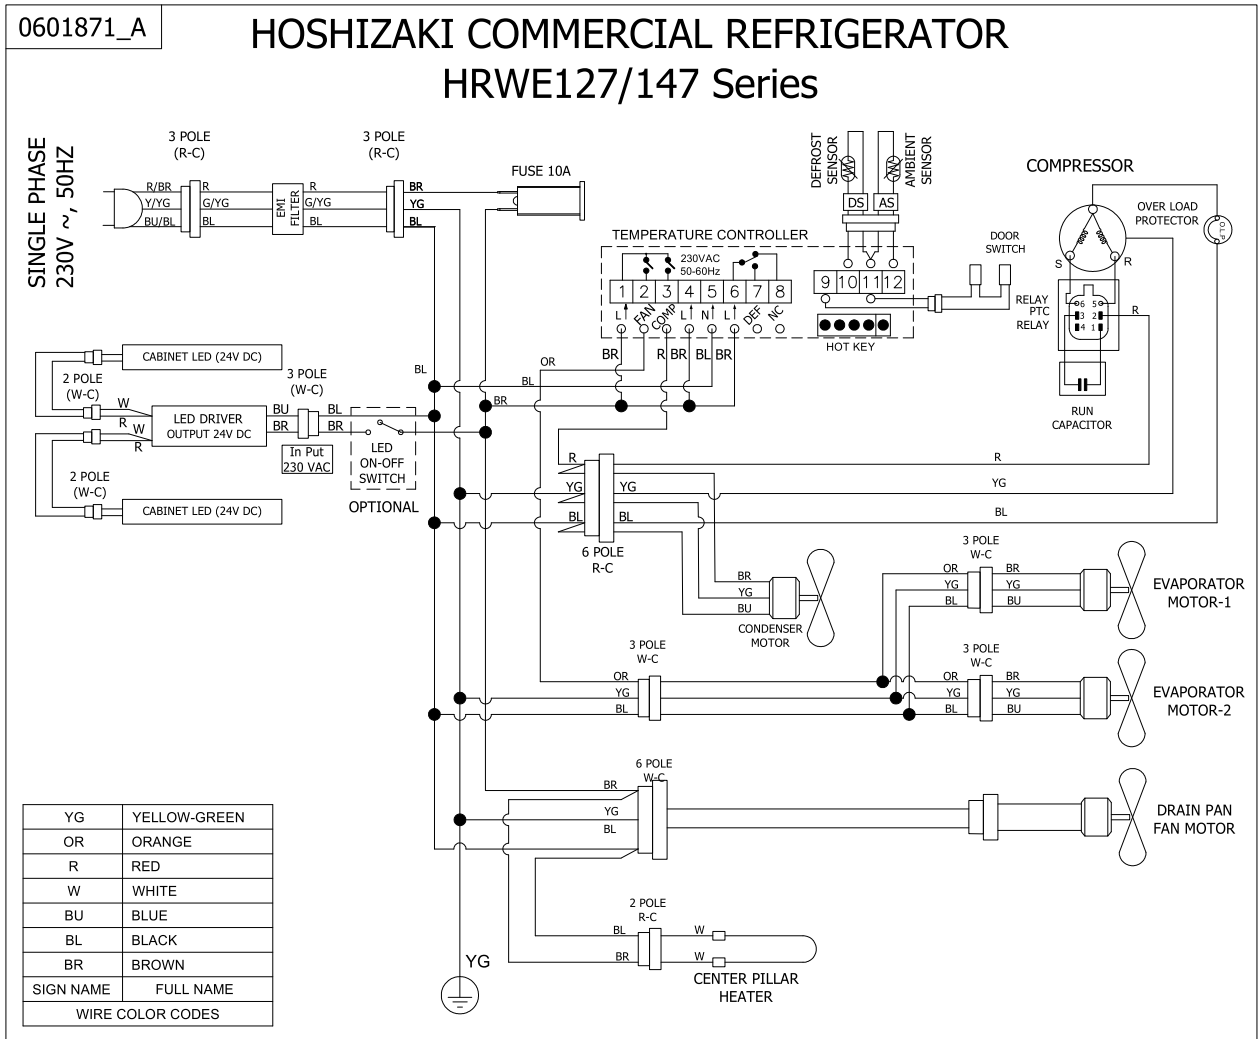 0601871_A
HOSHIZAKI COMMERCIAL REFRIGERATOR
HRWE127/147 Series
SINGLE PHASE
230V ~, 50HZ
3 POLE
(R-C)
R/BR
Y/YG
BU/BL
R
G/YG
BL
EMI
FILTER
R
G/YG
BL
3 POLE
(R-C)
BR
YG
BL
FUSE 10A
DEFROST
SENSOR
AMBIENT
SENSOR
DS
AS
TEMPERATURE CONTROLLER
230VAC
50-60Hz
1 2 3 4 5 6 7 8
L FAN COMP L N L DEF NC
9 10 11 12
HOT KEY
DOOR
SWITCH
COMPRESSOR
OVER LOAD
PROTECTOR
O.L.P
S
R
RELAY
PTC
RELAY
6 5
3 2
4 1
R
RUN
CAPACITOR
OR
BR
R
BR
BL
BR
BL
BL
BR
CABINET LED (24V DC)
2 POLE
(W-C)
W
R
W
R
LED DRIVER
OUTPUT 24V DC
BU
BR
3 POLE
(W-C)
BL
BR
In Put
230 VAC
LED
ON-OFF
SWITCH
OPTIONAL
2 POLE
(W-C)
CABINET LED (24V DC)
R
YG
BL
YG
BL
6 POLE
R-C
R
YG
BL
BR
YG
BU
CONDENSER
MOTOR
3 POLE
W-C
OR
YG
BL
BR
YG
BU
EVAPORATOR
MOTOR-1
3 POLE
W-C
OR
YG
BL
3 POLE
W-C
OR
YG
BL
BR
YG
BU
EVAPORATOR
MOTOR-2
6 POLE
W-C
BR
YG
BL
DRAIN PAN
FAN MOTOR
2 POLE
R-C
BL
BR
W
W
CENTER PILLAR
HEATER
YG
YG YELLOW-GREEN
OR ORANGE
R RED
W WHITE
BU BLUE
BL BLACK
BR BROWN
SIGN NAME FULL NAME
WIRE COLOR CODES